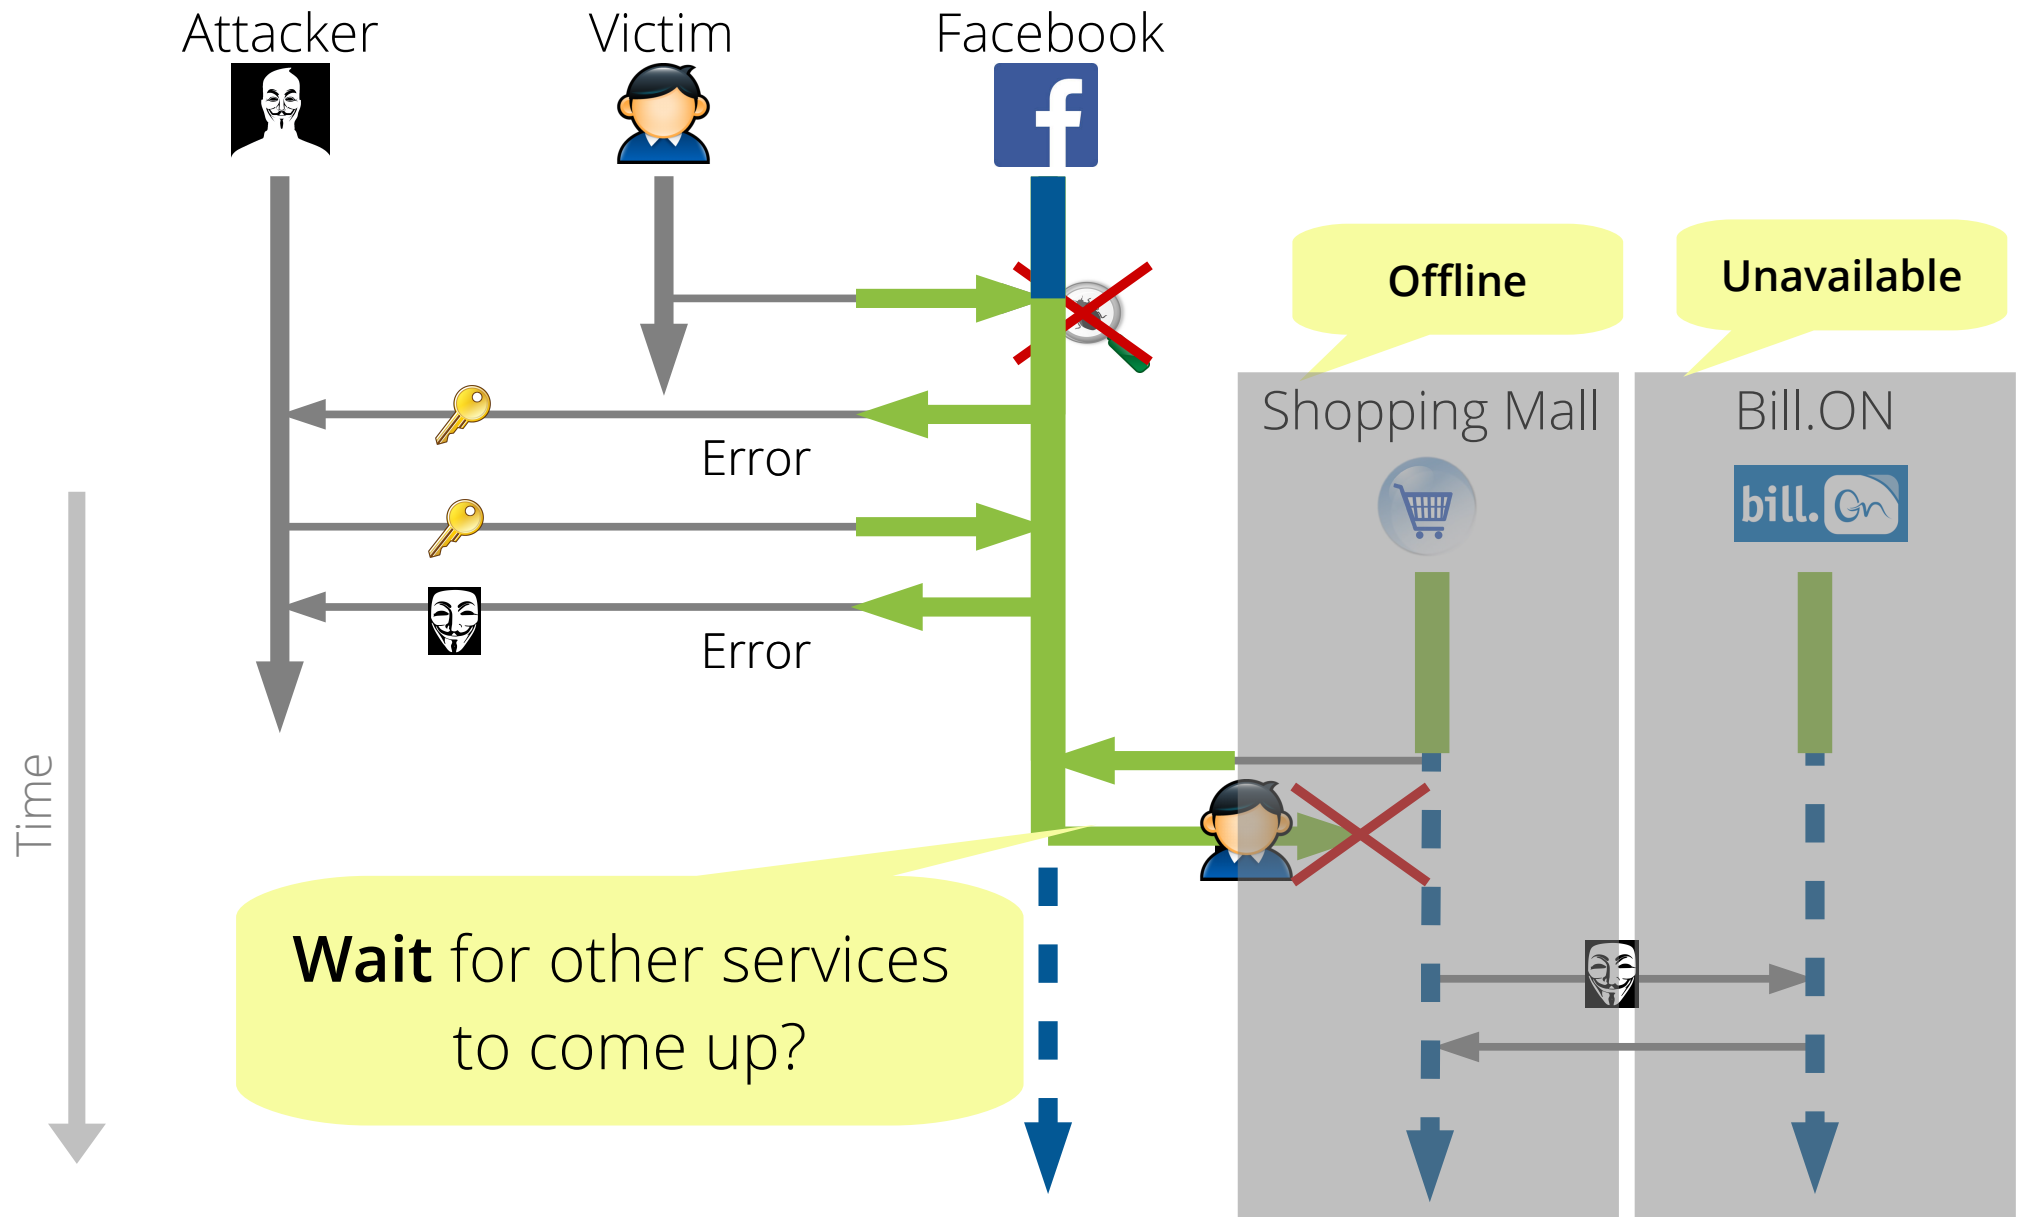 Attacker
Victim
Facebook
f
Offline
Unavailable
Shopping Mall
Bill.ON
bill.On
Error
Error
Time
Wait for other services
to come up?